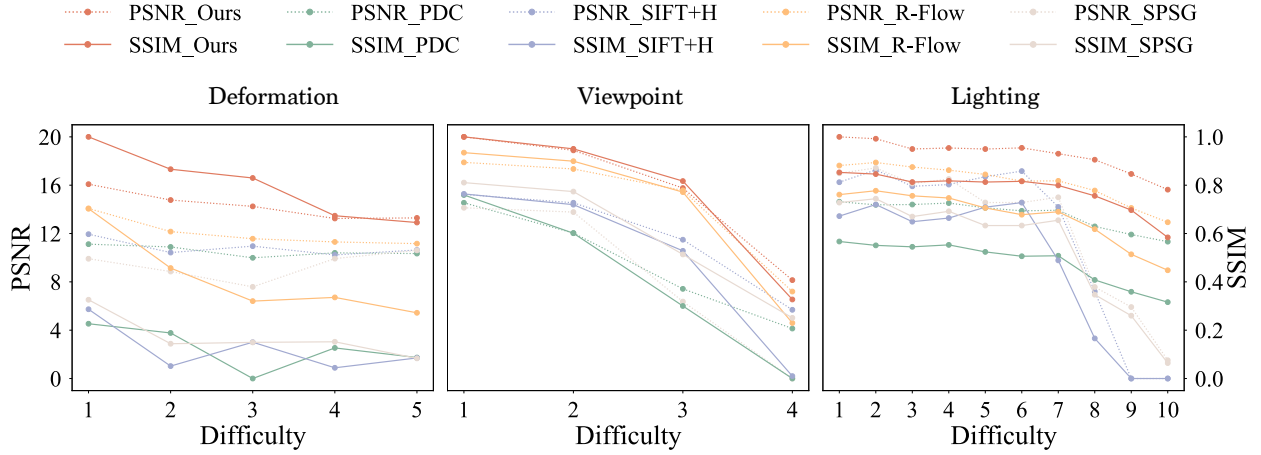 PSNR_Ours PSNR_PDC PSNR_SIFT+H PSNR_R-Flow PSNR_SPSG
SSIM_Ours SSIM_PDC SSIM_SIFT+H SSIM_R-Flow SSIM_SPSG
Deformation Viewpoint Lighting
20 1.0
16 0.8
12 0.6
8 0.4
4 0.2
0 0.0
PSNR
SSIM
1 2 3 4 5 1 2 3 4 1 2 3 4 5 6 7 8 9 10
Difficulty Difficulty Difficulty